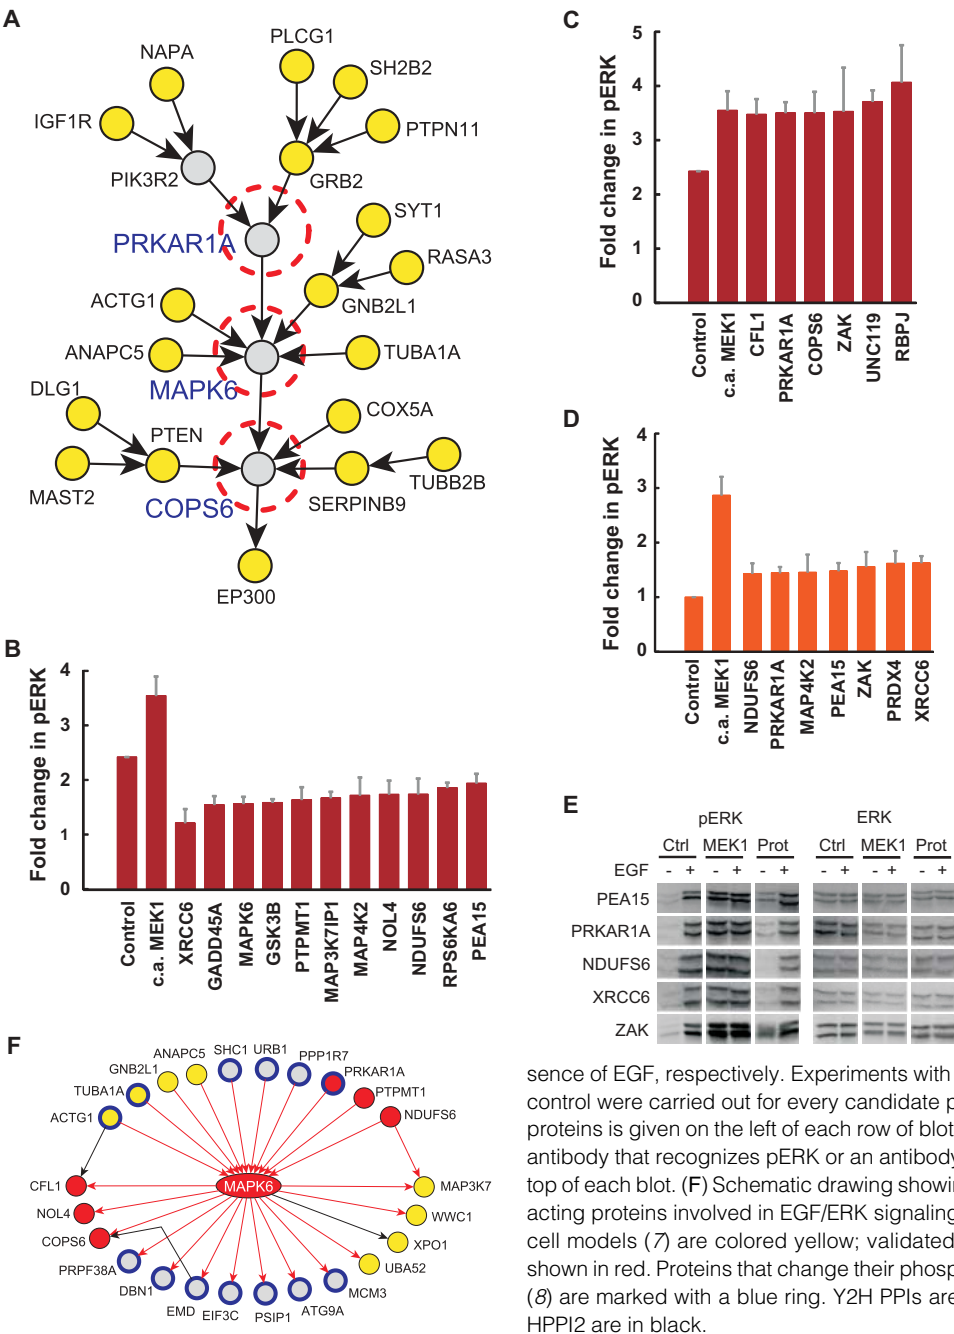 A
PLCG1
NAPA
SH2B2
IGF1R
PTPN11
PIK3R2
GRB2
SYT1
PRKAR1A
RASA3
ACTG1
GNB2L1
ANAPC5
TUBA1A
MAPK6
DLG1
COX5A
PTEN
MAST2
TUBB2B
COPS6
SERPINB9
EP300
B
Fold change in pERK
4
3
2
1
0
Control
c.a. MEK1
XRCC6
GADD45A
MAPK6
GSK3B
PTPMT1
MAP3K7IP1
MAP4K2
NOL4
NDUFS6
RPS6KA6
PEA15
C
Fold change in pERK
5
4
3
2
1
0
Control
c.a. MEK1
CFL1
PRKAR1A
COPS6
ZAK
UNC119
RBPJ
D
Fold change in pERK
4
3
2
1
0
Control
c.a. MEK1
NDUFS6
PRKAR1A
MAP4K2
PEA15
ZAK
PRDX4
XRCC6
E
pERK ERK
Ctrl MEK1 Prot Ctrl MEK1 Prot
EGF - + - + - + - + - + - +
PEA15
PRKAR1A
NDUFS6
XRCC6
ZAK
F
SHC1
URB1
ANAPC5
PPP1R7
GNB2L1
PRKAR1A
TUBA1A
PTPMT1
ACTG1
NDUFS6
CFL1
MAPK6
MAP3K7
NOL4
WWC1
COPS6
XPO1
PRPF38A
UBA52
DBN1
MCM3
EMD
ATG9A
EIF3C
PSIP1
sence of EGF, respectively. Experiments with
control were carried out for every candidate p
proteins is given on the left of each row of blot
antibody that recognizes pERK or an antibody
top of each blot. (F) Schematic drawing showin
acting proteins involved in EGF/ERK signaling
cell models (7) are colored yellow; validated
shown in red. Proteins that change their phosp
(8) are marked with a blue ring. Y2H PPIs are
HPPI2 are in black.